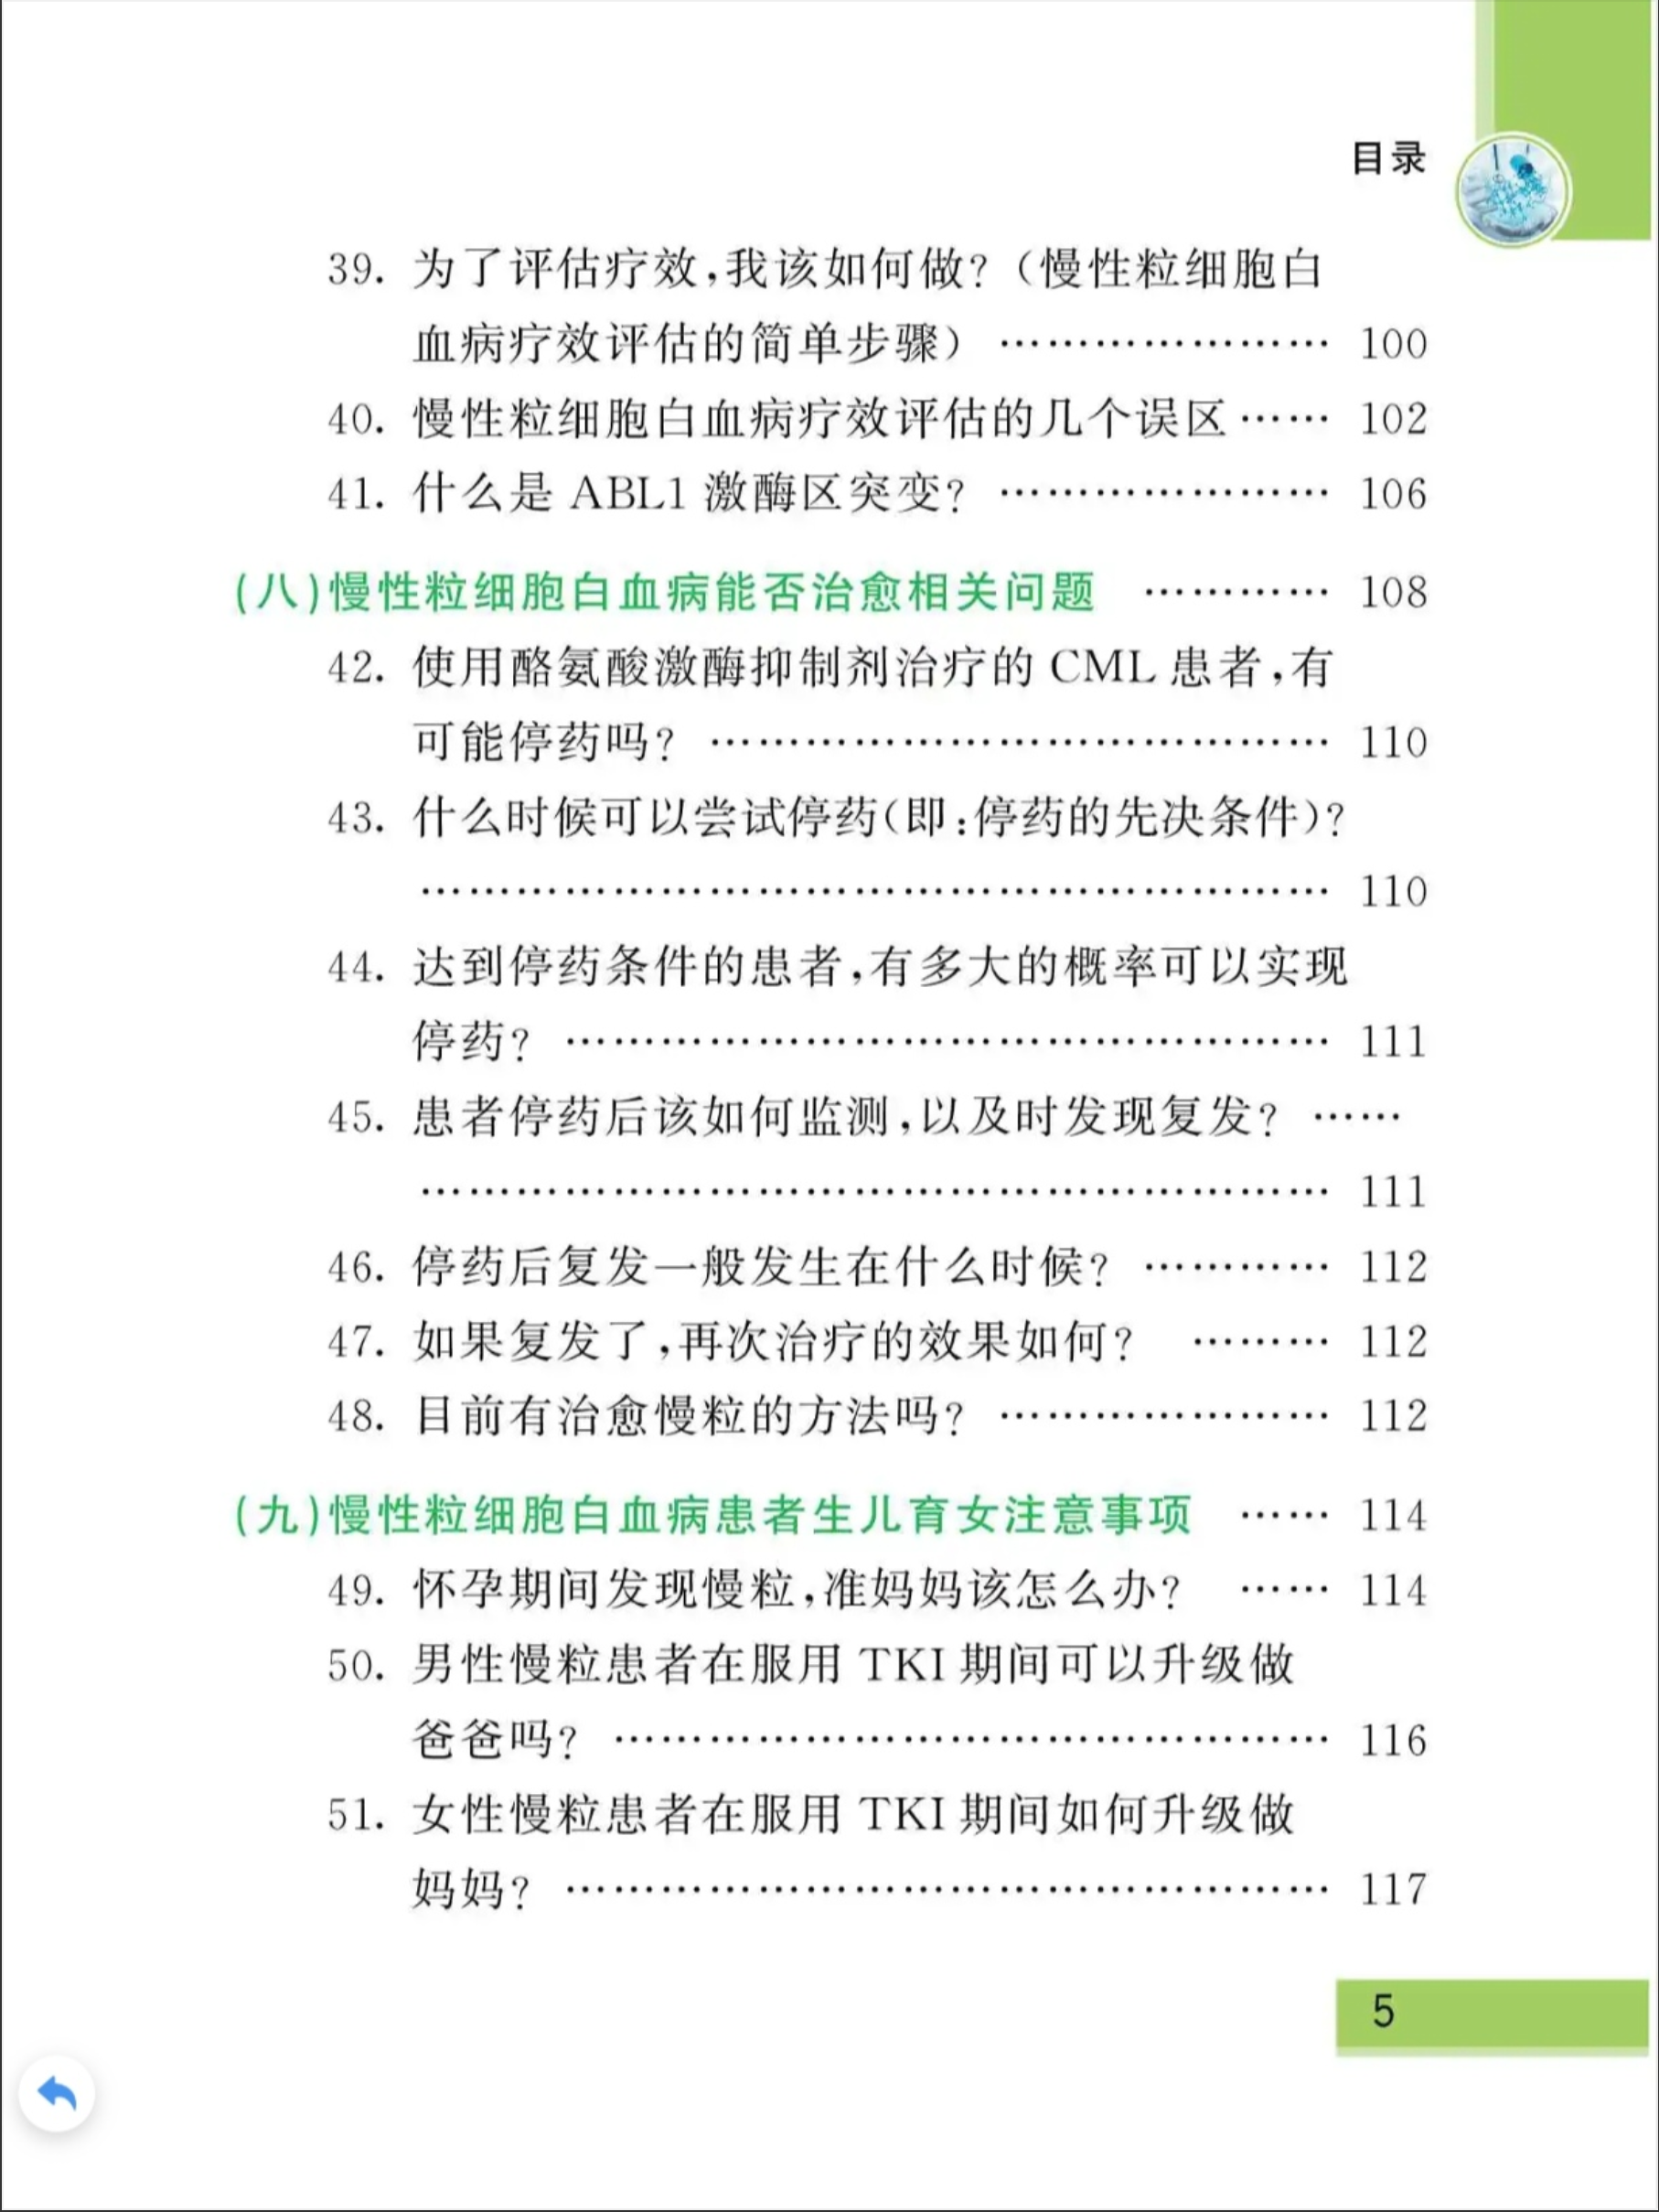 目录
39. 为了评估疗效,我该如何做?(慢性粒细胞白
血病疗效评估的简单步骤) ………………… 100
40. 慢性粒细胞白血病疗效评估的几个误区 …… 102
41. 什么是 ABL1 激酶区突变? ………………… 106
(八)慢性粒细胞白血病能否治愈相关问题 ………… 108
42. 使用酪氨酸激酶抑制剂治疗的 CML 患者,有
可能停药吗? ………………………………… 110
43. 什么时候可以尝试停药(即:停药的先决条件)?
………………………………………………… 110
44. 达到停药条件的患者,有多大的概率可以实现
停药? ………………………………………… 111
45. 患者停药后该如何监测,以及时发现复发? ……
………………………………………………… 111
46. 停药后复发一般发生在什么时候? ………… 112
47. 如果复发了,再次治疗的效果如何? ……… 112
48. 目前有治愈慢粒的方法吗? ………………… 112
(九)慢性粒细胞白血病患者生儿育女注意事项 …… 114
49. 怀孕期间发现慢粒,准妈妈该怎么办? …… 114
50. 男性慢粒患者在服用 TKI 期间可以升级做
爸爸吗? ……………………………………… 116
51. 女性慢粒患者在服用 TKI 期间如何升级做
妈妈? ………………………………………… 117
5